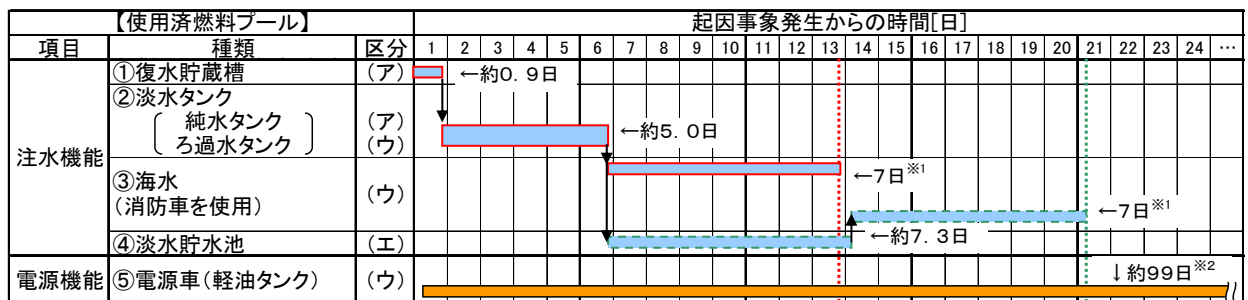 【使用済燃料プール】 起因事象発生からの時間[日]
項目 種類 区分 1 2 3 4 5 6 7 8 9 10 11 12 13 14 15 16 17 18 19 20 21 22 23 24 …
注水機能
①復水貯蔵槽 (ア) ←約0.9日
②淡水タンク
純水タンク (ア)
ろ過水タンク (ウ) ←約5.0日
③海水
(消防車を使用) (ウ) ←7日※1
←7日※1
④淡水貯水池 (エ) ←約7.3日
電源機能 ⑤電源車(軽油タンク) (ウ) ↓約99日※2